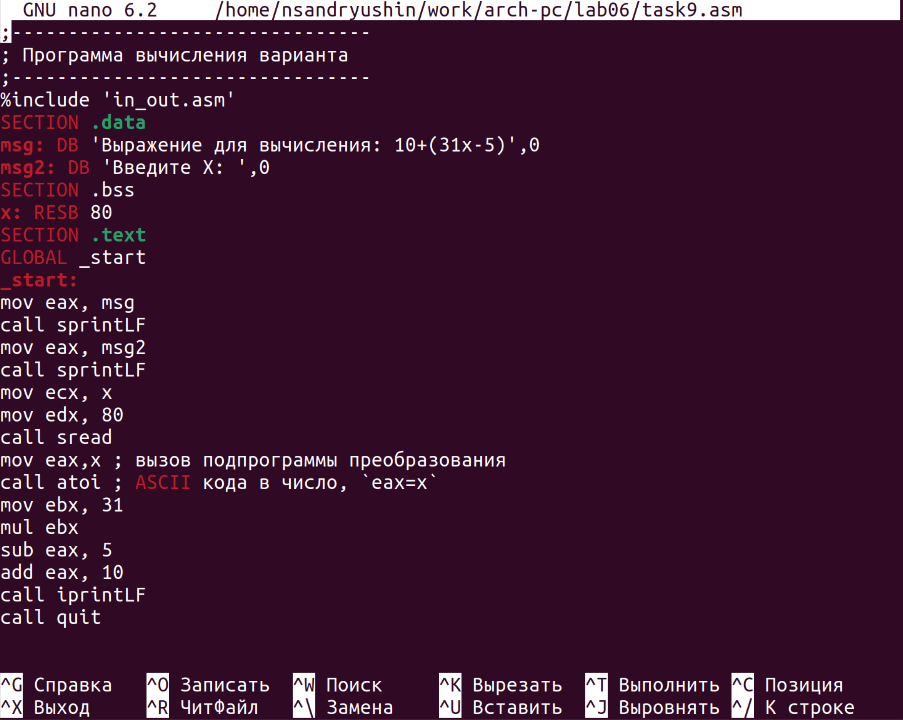 GNU nano 6.2 /home/nsandryushin/work/arch-pc/lab06/task9.asm
;--------------------------------
; Программа вычисления варианта
;--------------------------------
%include 'in_out.asm'
SECTION .data
msg: DB 'Выражение для вычисления: 10+(31x-5)',0
msg2: DB 'Введите X: ',0
SECTION .bss
x: RESB 80
SECTION .text
GLOBAL _start
_start:
mov eax, msg
call sprintLF
mov eax, msg2
call sprintLF
mov ecx, x
mov edx, 80
call sread
mov eax,x ; вызов подпрограммы преобразования
call atoi ; ASCII кода в число, `eax=x`
mov ebx, 31
mul ebx
sub eax, 5
add eax, 10
call iprintLF
call quit
^G Справка ^O Записать ^W Поиск ^K Вырезать ^T Выполнить ^C Позиция
^X Выход ^R ЧитФайл ^\ Замена ^U Вставить ^J Выровнять ^/ К строке